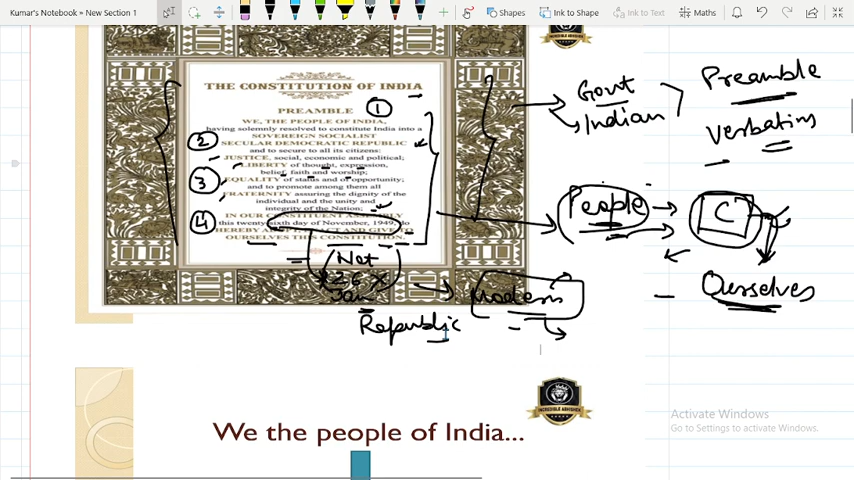 Kumar's Notebook » New Section 1
Shapes
Ink to Shape
Ink to Text
Maths
THE CONSTITUTION OF INDIA
PREAMBLE
WE, THE PEOPLE OF INDIA,
having solemnly resolved to constitute India into a
SOVEREIGN SOCIALIST
SECULAR DEMOCRATIC REPUBLIC
and to secure to all its citizens:
JUSTICE, social, economic and political;
LIBERTY of thought, expression,
belief, faith and worship;
EQUALITY of status and of opportunity;
and to promote among them all
FRATERNITY assuring the dignity of the
individual and the unity and
integrity of the Nation;
IN OUR CONSTITUENT ASSEMBLY
this twenty-sixth day of November, 1949, do
HEREBY ADOPT, ENACT AND GIVE TO
OURSELVES THIS CONSTITUTION.
1
2
3
4
Govt
Indian
Preamble
People
C
Ourselves
Not
26
Jan
Republic
Modern
INCREDIBLE ABHISHEK
We the people of India...
Activate Windows
Go to Settings to activate Windows.